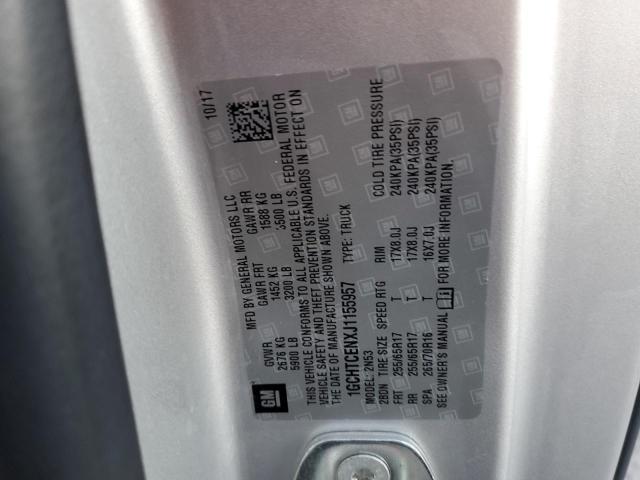 10/17
MFD BY GENERAL MOTORS LLC
GVWR GAWR FRT GAWR RR
2676 KG 1452 KG 1588 KG
5900 LB 3200 LB 3500 LB
THIS VEHICLE CONFORMS TO ALL APPLICABLE U.S. FEDERAL MOTOR
VEHICLE SAFETY AND THEFT PREVENTION STANDARDS IN EFFECT ON
THE DATE OF MANUFACTURE SHOWN ABOVE.
1GCHTCENXJ1155957 TYPE: TRUCK
MODEL: 2N53
2BDN TIRE SIZE SPEED RTG RIM COLD TIRE PRESSURE
FRT 255/65R17 T 17X8.0J 240KPA(35PSI)
RR 255/65R17 T 17X8.0J 240KPA(35PSI)
SPA 265/70R16 T 16X7.0J 240KPA(35PSI)
SEE OWNER'S MANUAL FOR MORE INFORMATION.
GM